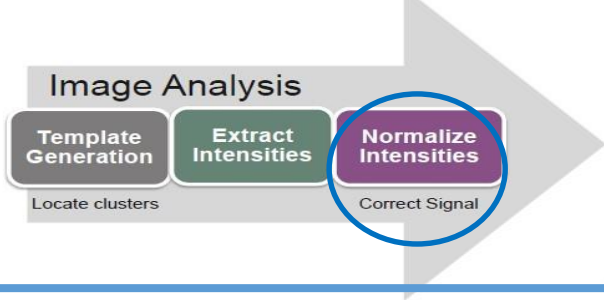 Image Analysis
Template
Generation
Extract
Intensities
Normalize
Intensities
Locate clusters
Correct Signal